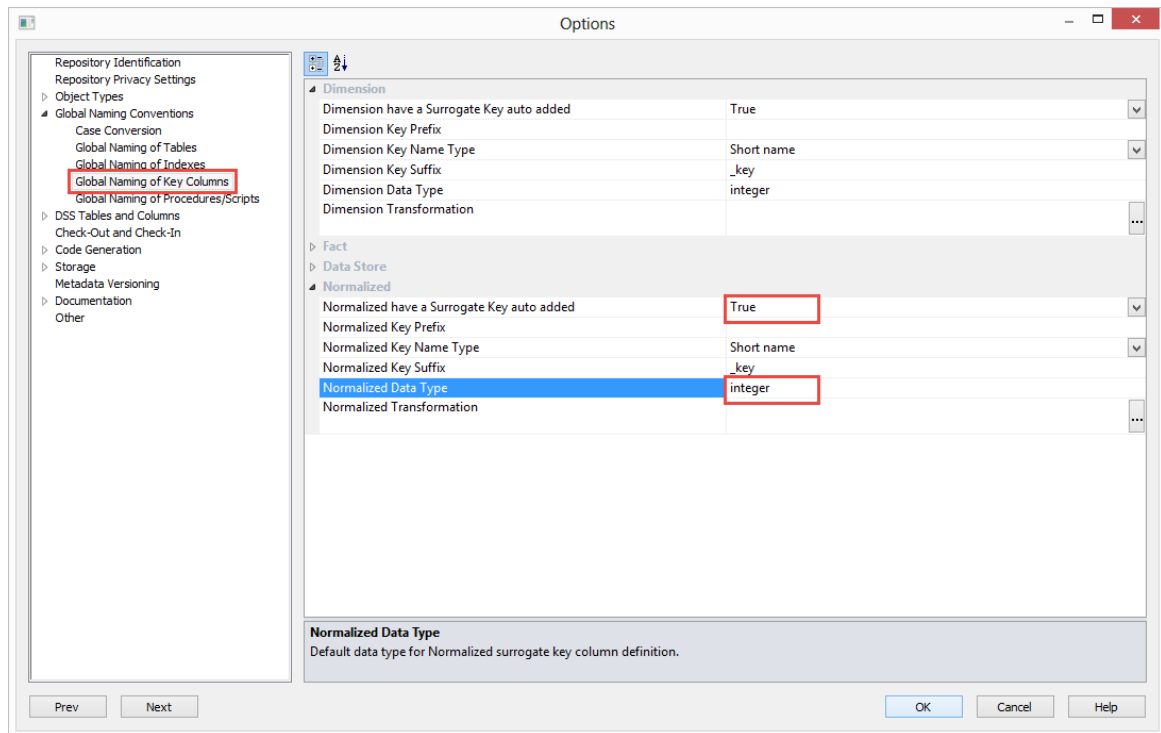 Options
Repository Identification
Repository Privacy Settings
Object Types
Global Naming Conventions
Case Conversion
Global Naming of Tables
Global Naming of Indexes
Global Naming of Key Columns
Global Naming of Procedures/Scripts
DSS Tables and Columns
Check-Out and Check-In
Code Generation
Storage
Metadata Versioning
Documentation
Other
Dimension
Dimension have a Surrogate Key auto added True
Dimension Key Prefix
Dimension Key Name Type Short name
Dimension Key Suffix _key
Dimension Data Type integer
Dimension Transformation
...
Fact
Data Store
Normalized
Normalized have a Surrogate Key auto added True
Normalized Key Prefix
Normalized Key Name Type Short name
Normalized Key Suffix _key
Normalized Data Type integer
Normalized Transformation
...
Normalized Data Type
Default data type for Normalized surrogate key column definition.
Prev Next OK Cancel Help